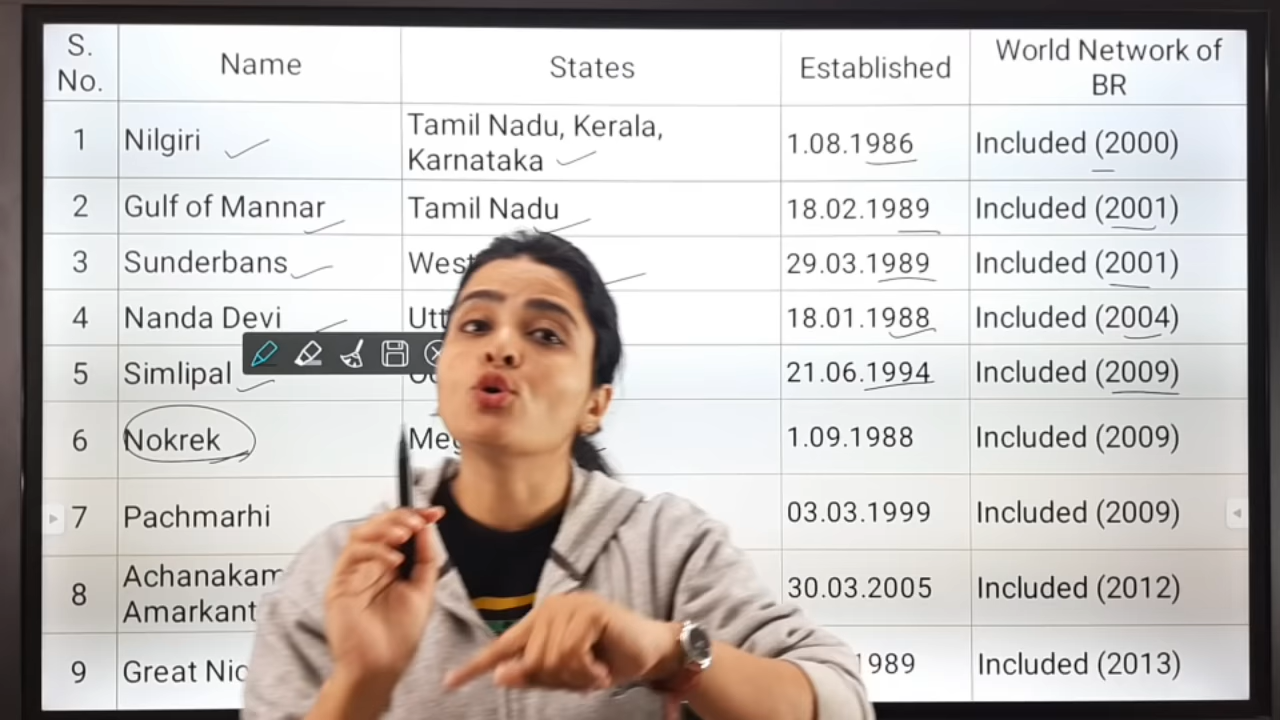 S. No. Name States Established World Network of BR
1 Nilgiri Tamil Nadu, Kerala, Karnataka 1.08.1986 Included (2000)
2 Gulf of Mannar Tamil Nadu 18.02.1989 Included (2001)
3 Sunderbans 29.03.1989 Included (2001)
4 Nanda Devi 18.01.1988 Included (2004)
5 Simlipal 21.06.1994 Included (2009)
6 Nokrek 1.09.1988 Included (2009)
7 Pachmarhi 03.03.1999 Included (2009)
8 30.03.2005 Included (2012)
9 Great 1989 Included (2013)